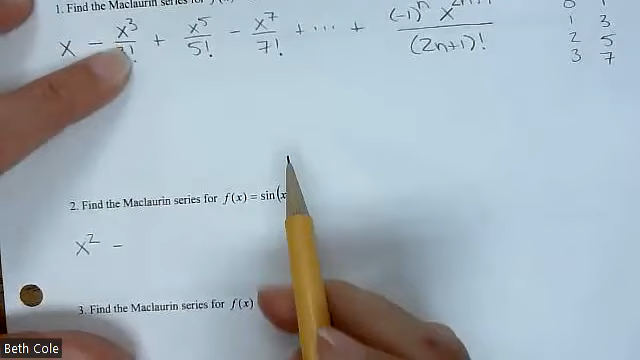 1. Find the Maclaurin series for
x - x³/3! + x⁵/5! - x⁷/7! + ··· + (-1)ⁿ x²ⁿ⁺¹/(2n+1)!
1 3
2 5
3 7
2. Find the Maclaurin series for f(x) = sin(x
x² -
3. Find the Maclaurin series for f(x)
Beth Cole